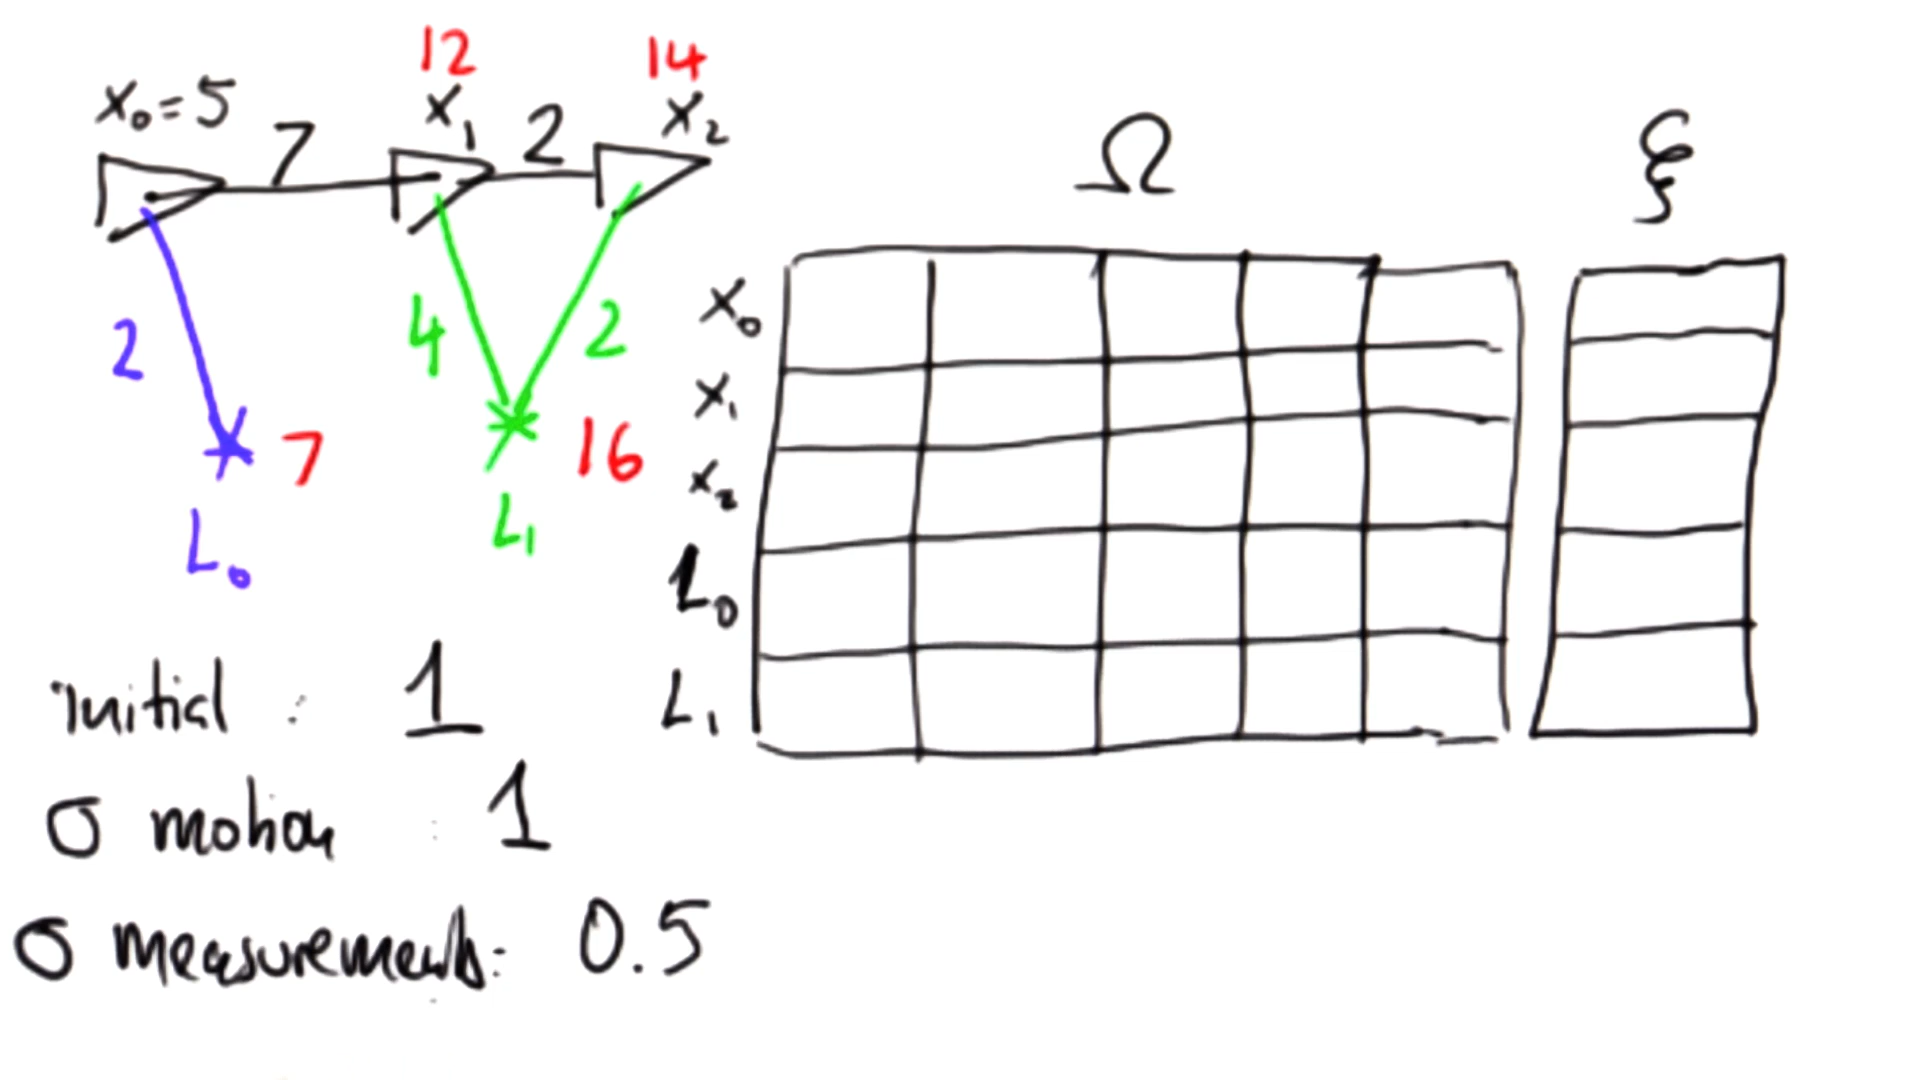 12 14
x₀=5 7 x₁ 2 x₂
2 4 2
7 16
L₀ L₁
Ω ξ
x₀
x₁
x₂
L₀
L₁
initial : 1
σ motion : 1
σ measurement: 0.5